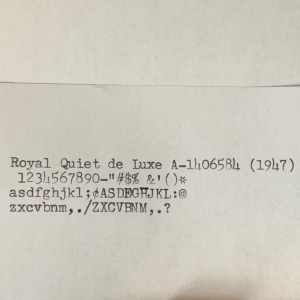 Royal Quiet de Luxe A-1406584 (1947)
1234567890-"#$% &'()*
asdfghjkl;¢ASDFGHJKL:@
zxcvbnm,./ZXCVBNM,.?